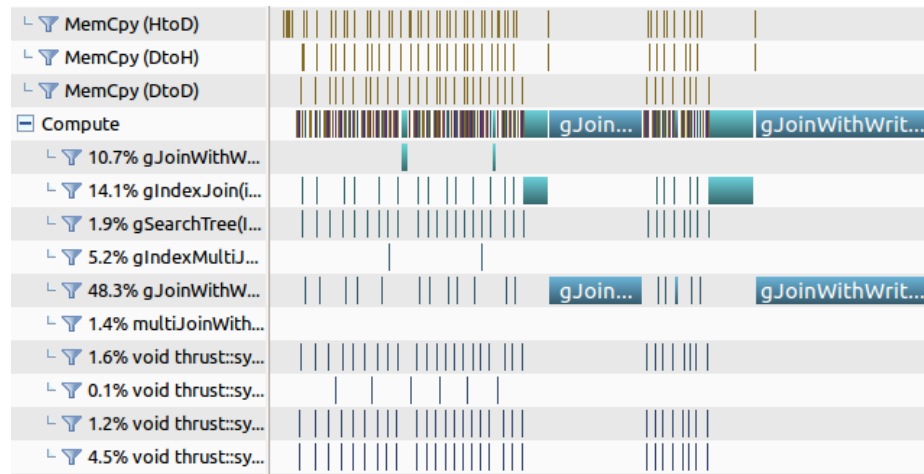 MemCpy (HtoD)
MemCpy (DtoH)
MemCpy (DtoD)
Compute gJoin... gJoinWithWrit...
10.7% gJoinWithW...
14.1% gIndexJoin(i...
1.9% gSearchTree(I...
5.2% gIndexMultiJ...
48.3% gJoinWithW... gJoin... gJoinWithWrit...
1.4% multiJoinWith...
1.6% void thrust::sy...
0.1% void thrust::sy...
1.2% void thrust::sy...
4.5% void thrust::sy...